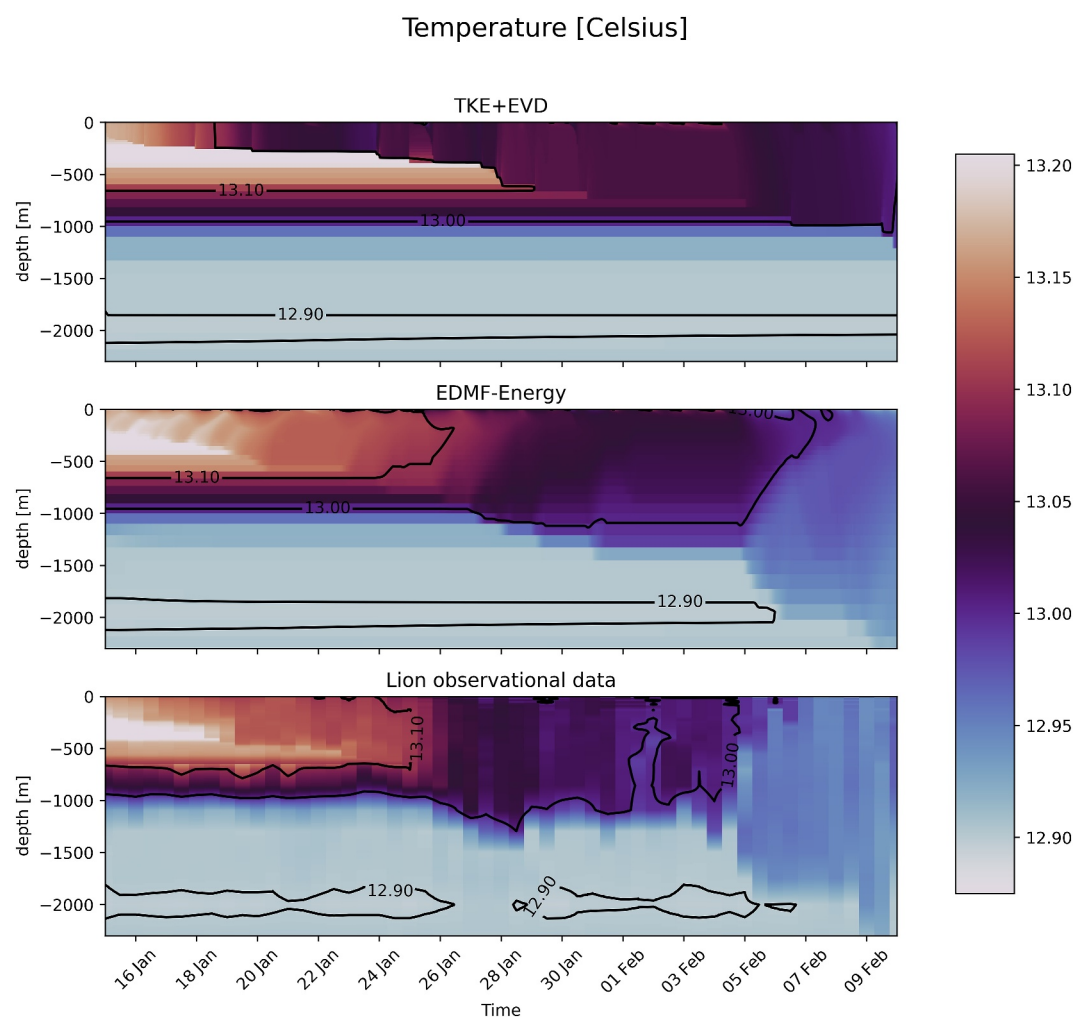 Temperature [Celsius]
TKE+EVD
0
−500
−1000
−1500
−2000
depth [m]
13.10
13.00
12.90
EDMF-Energy
0
−500
−1000
−1500
−2000
depth [m]
13.00
13.10
13.00
12.90
Lion observational data
0
−500
−1000
−1500
−2000
depth [m]
13.10
13.00
12.90
12.90
16 Jan
18 Jan
20 Jan
22 Jan
24 Jan
26 Jan
28 Jan
30 Jan
01 Feb
03 Feb
05 Feb
07 Feb
09 Feb
Time
13.20
13.15
13.10
13.05
13.00
12.95
12.90